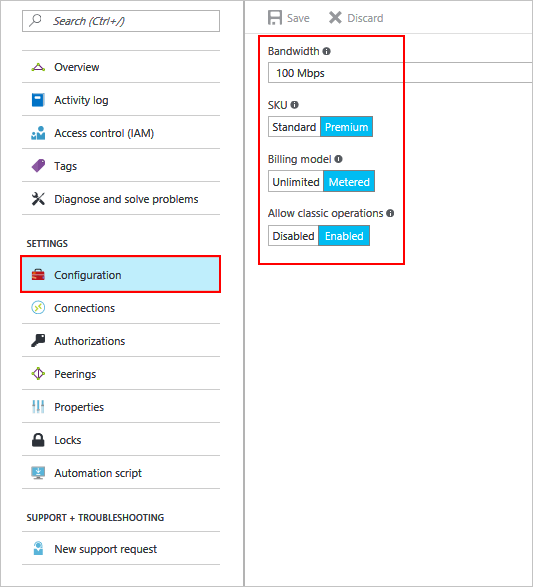 Search (Ctrl+/)
Overview
Activity log
Access control (IAM)
Tags
Diagnose and solve problems
SETTINGS
Configuration
Connections
Authorizations
Peerings
Properties
Locks
Automation script
SUPPORT + TROUBLESHOOTING
New support request
Save Discard
Bandwidth
100 Mbps
SKU
Standard Premium
Billing model
Unlimited Metered
Allow classic operations
Disabled Enabled